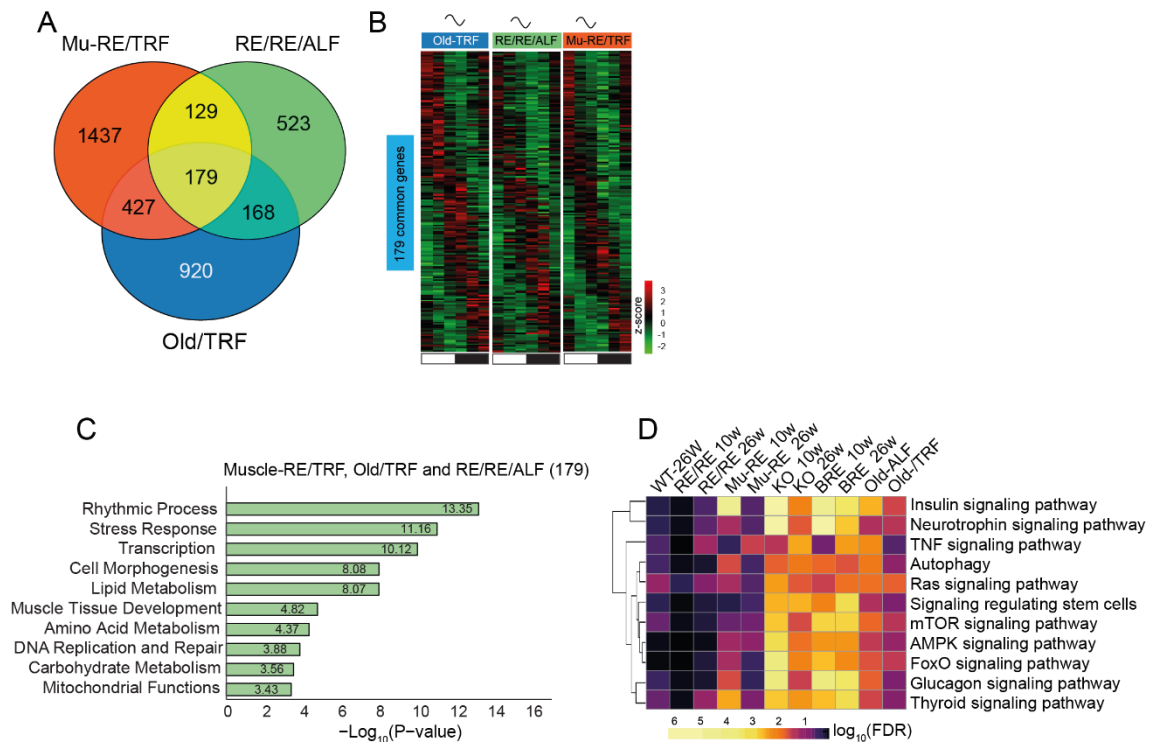 A
Mu-RE/TRF
RE/RE/ALF
1437
129
523
179
427
168
920
Old/TRF
B
Old-TRF
RE/RE/ALF
Mu-RE/TRF
179 common genes
3
2
1
0
-1
-2
z-score
C
Muscle-RE/TRF, Old/TRF and RE/RE/ALF (179)
Rhythmic Process 13.35
Stress Response 11.16
Transcription 10.12
Cell Morphogenesis 8.08
Lipid Metabolism 8.07
Muscle Tissue Development 4.82
Amino Acid Metabolism 4.37
DNA Replication and Repair 3.88
Carbohydrate Metabolism 3.56
Mitochondrial Functions 3.43
0 2 4 6 8 10 12 14 16
−Log10(P−value)
D
WT-26W
RE/RE 10w
RE/RE 26w
Mu-RE 10w
Mu-RE 26w
KO 10w
KO 26w
BRE 10w
BRE 26w
Old-ALF
Old-/TRF
Insulin signaling pathway
Neurotrophin signaling pathway
TNF signaling pathway
Autophagy
Ras signaling pathway
Signaling regulating stem cells
mTOR signaling pathway
AMPK signaling pathway
FoxO signaling pathway
Glucagon signaling pathway
Thyroid signaling pathway
6 5 4 3 2 1
log10(FDR)